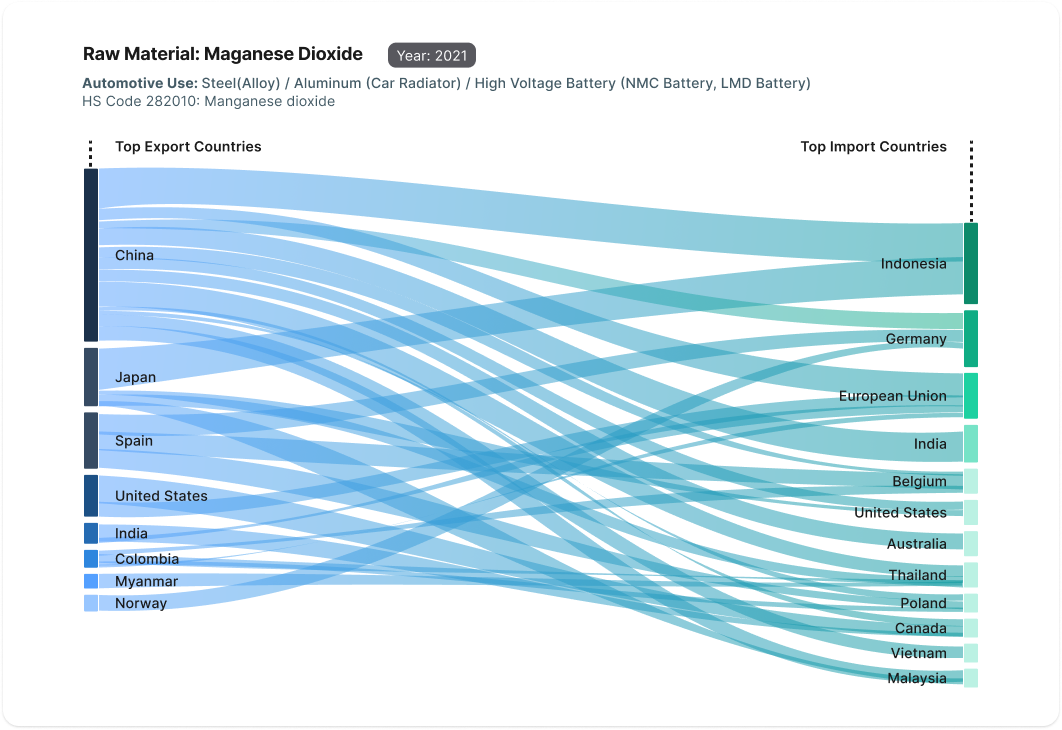 Raw Material: Maganese Dioxide Year: 2021
Automotive Use: Steel(Alloy) / Aluminum (Car Radiator) / High Voltage Battery (NMC Battery, LMD Battery)
HS Code 282010: Manganese dioxide
Top Export Countries
Top Import Countries
China
Japan
Spain
United States
India
Colombia
Myanmar
Norway
Indonesia
Germany
European Union
India
Belgium
United States
Australia
Thailand
Poland
Canada
Vietnam
Malaysia